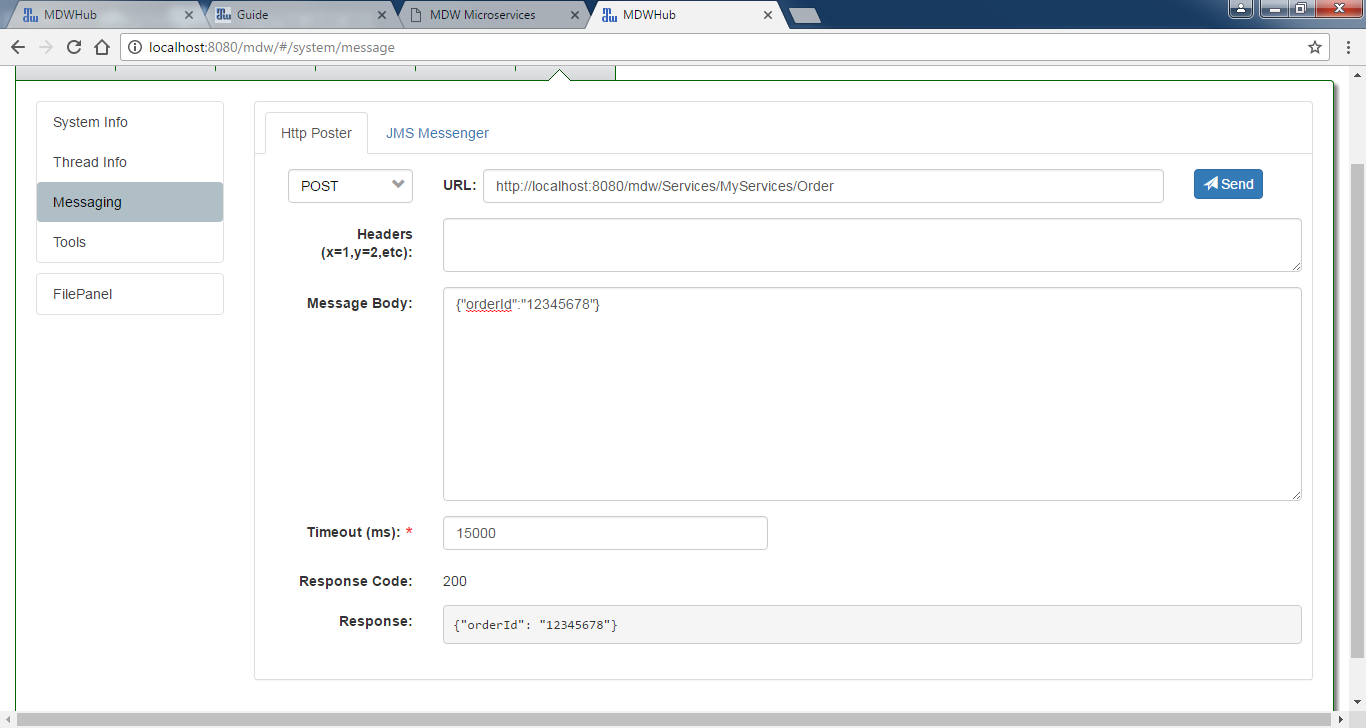 MDWHub
Guide
MDW Microservices
MDWHub
localhost:8080/mdw/#/system/message
System Info
Thread Info
Messaging
Tools
FilePanel
Http Poster
JMS Messenger
POST
URL:
http://localhost:8080/mdw/Services/MyServices/Order
Send
Headers
(x=1,y=2,etc):
Message Body:
{"orderId":"12345678"}
Timeout (ms): *
15000
Response Code:
200
Response:
{"orderId": "12345678"}